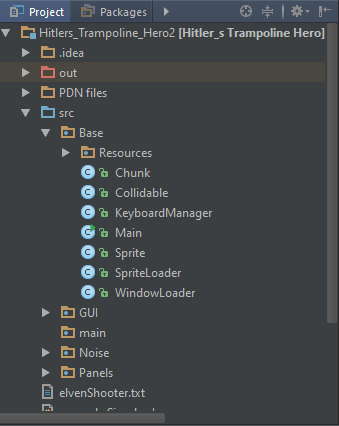 Project Packages
Hitlers_Trampoline_Hero2 [Hitler_s Trampoline Hero]
.idea
out
PDN files
src
Base
Resources
Chunk
Collidable
KeyboardManager
Main
Sprite
SpriteLoader
WindowLoader
GUI
main
Noise
Panels
elvenShooter.txt